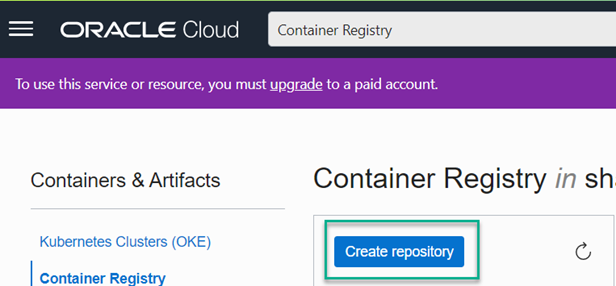 ORACLE Cloud
Container Registry
To use this service or resource, you must upgrade to a paid account.
Containers & Artifacts
Container Registry in sh
Kubernetes Clusters (OKE)
Create repository
Container Registry